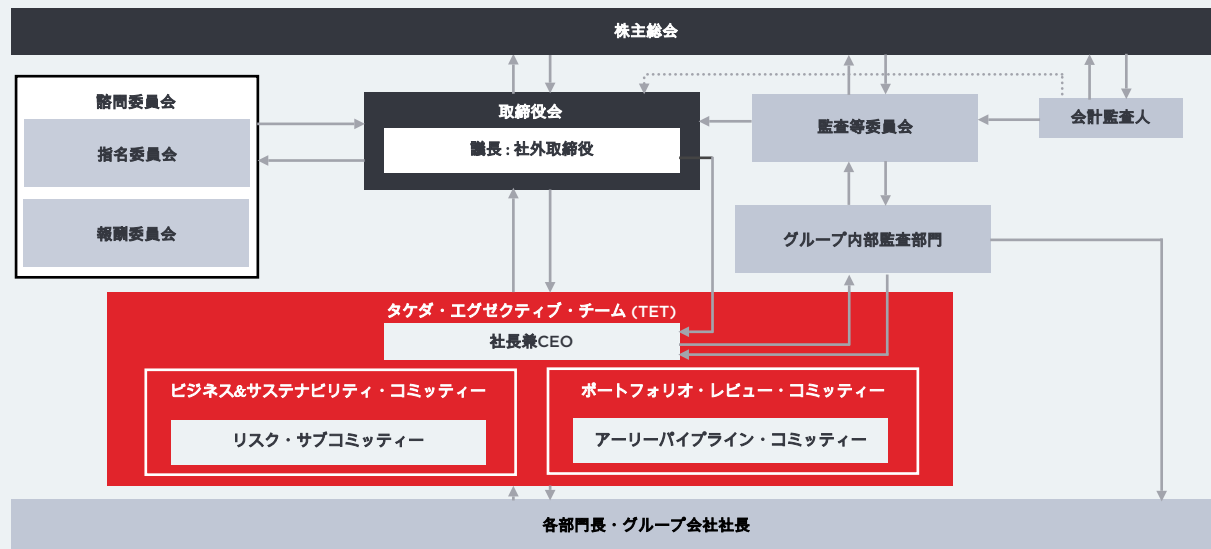 株主総会
諮問委員会
指名委員会
報酬委員会
取締役会
議長 : 社外取締役
監査等委員会
会計監査人
グループ内部監査部門
タケダ・エグゼクティブ・チーム (TET)
社長兼CEO
ビジネス&サステナビリティ・コミッティー
リスク・サブコミッティー
ポートフォリオ・レビュー・コミッティー
アーリーパイプライン・コミッティー
各部門長・グループ会社社長